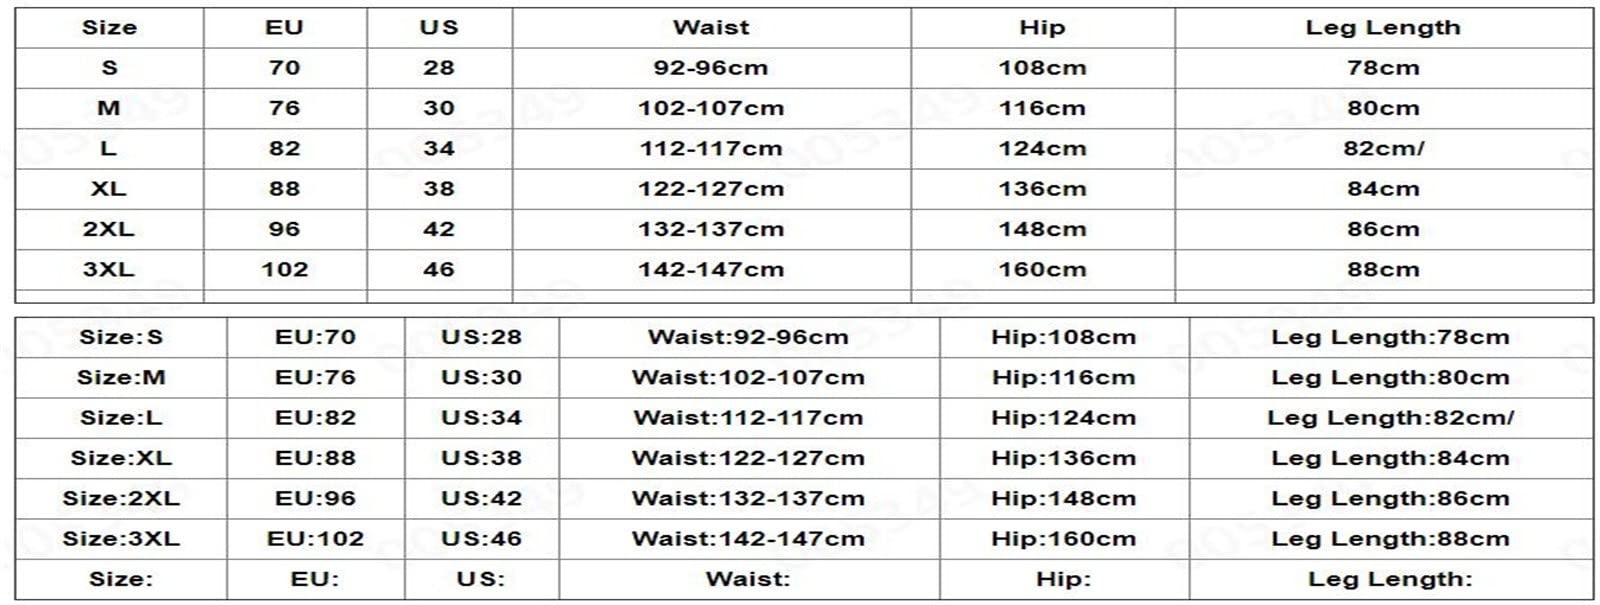 Size EU US Waist Hip Leg Length
S 70 28 92-96cm 108cm 78cm
M 76 30 102-107cm 116cm 80cm
L 82 34 112-117cm 124cm 82cm/
XL 88 38 122-127cm 136cm 84cm
2XL 96 42 132-137cm 148cm 86cm
3XL 102 46 142-147cm 160cm 88cm
Size:S EU:70 US:28 Waist:92-96cm Hip:108cm Leg Length:78cm
Size:M EU:76 US:30 Waist:102-107cm Hip:116cm Leg Length:80cm
Size:L EU:82 US:34 Waist:112-117cm Hip:124cm Leg Length:82cm/
Size:XL EU:88 US:38 Waist:122-127cm Hip:136cm Leg Length:84cm
Size:2XL EU:96 US:42 Waist:132-137cm Hip:148cm Leg Length:86cm
Size:3XL EU:102 US:46 Waist:142-147cm Hip:160cm Leg Length:88cm
Size: EU: US: Waist: Hip: Leg Length: